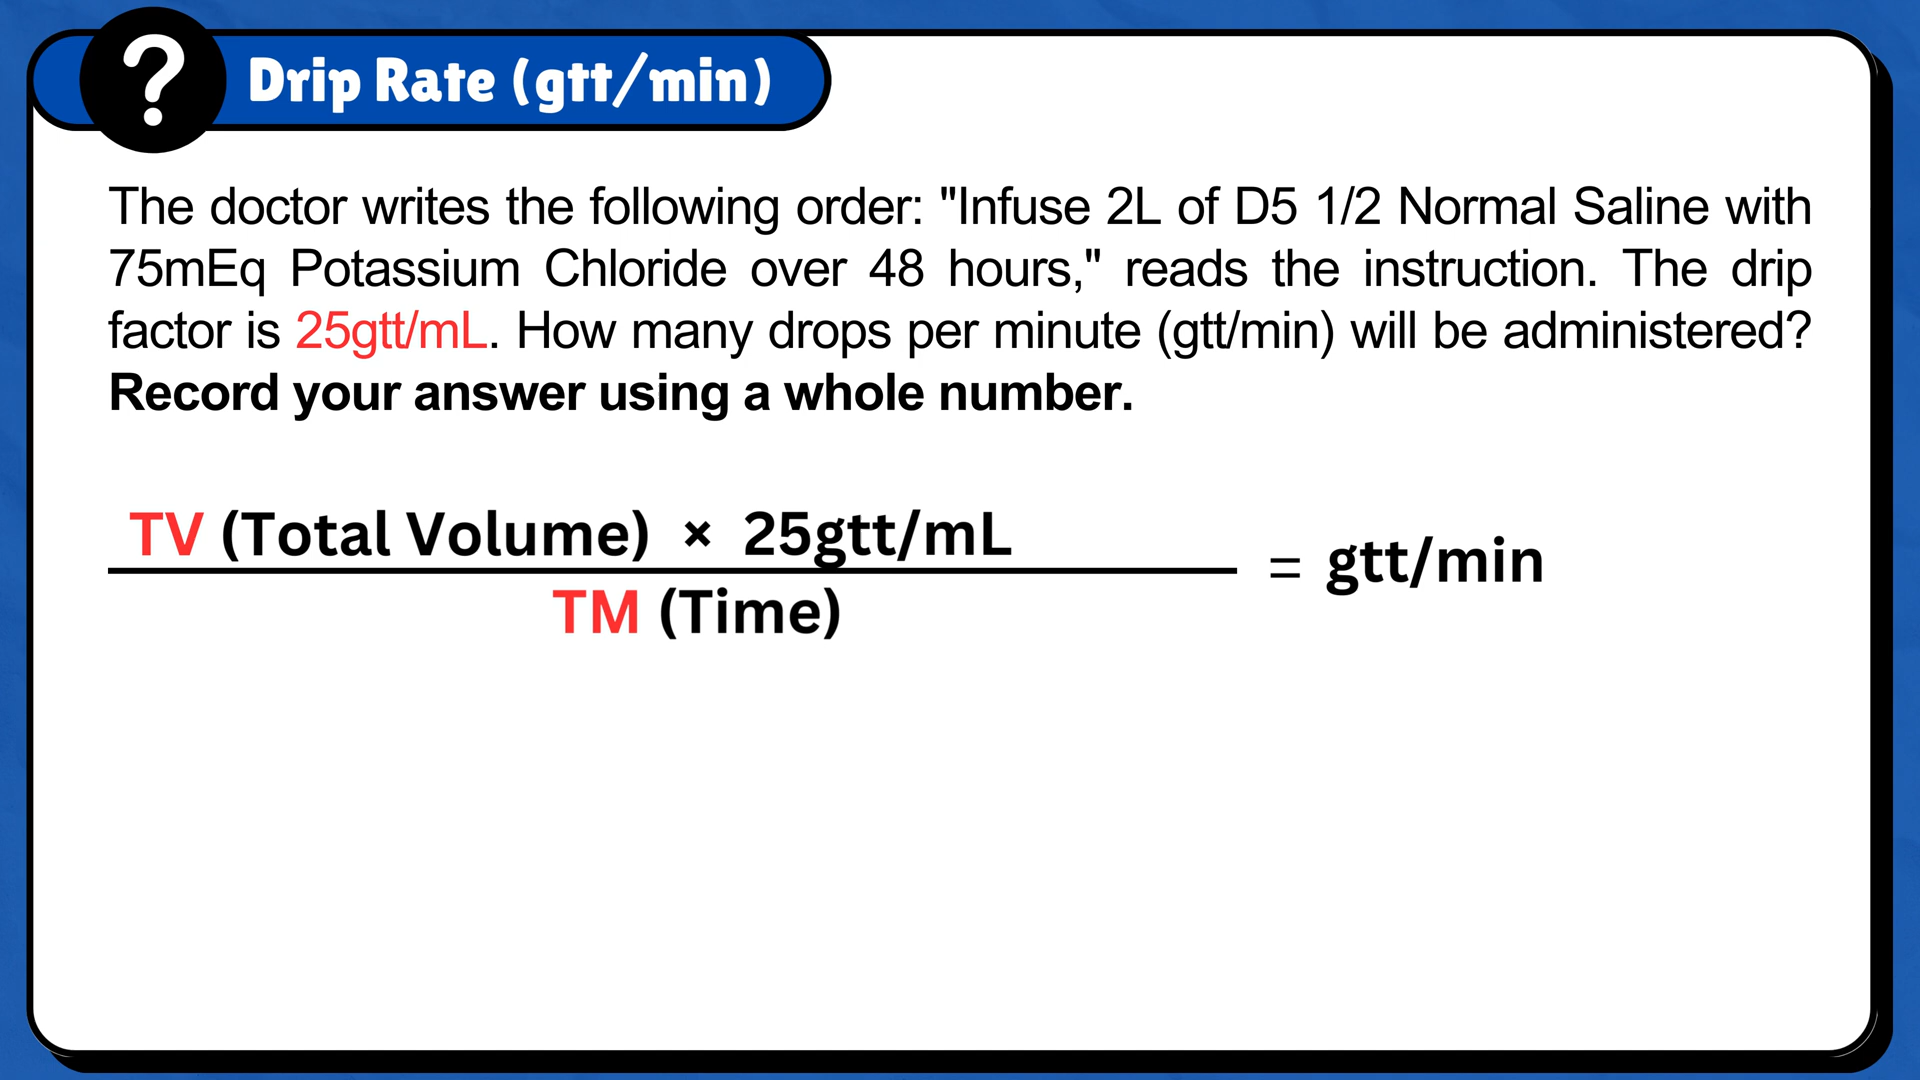 ?
Drip Rate (gtt/min)
The doctor writes the following order: "Infuse 2L of D5 1/2 Normal Saline with
75mEq Potassium Chloride over 48 hours," reads the instruction. The drip
factor is 25gtt/mL. How many drops per minute (gtt/min) will be administered?
Record your answer using a whole number.
TV (Total Volume) × 25gtt/mL
= gtt/min
TM (Time)